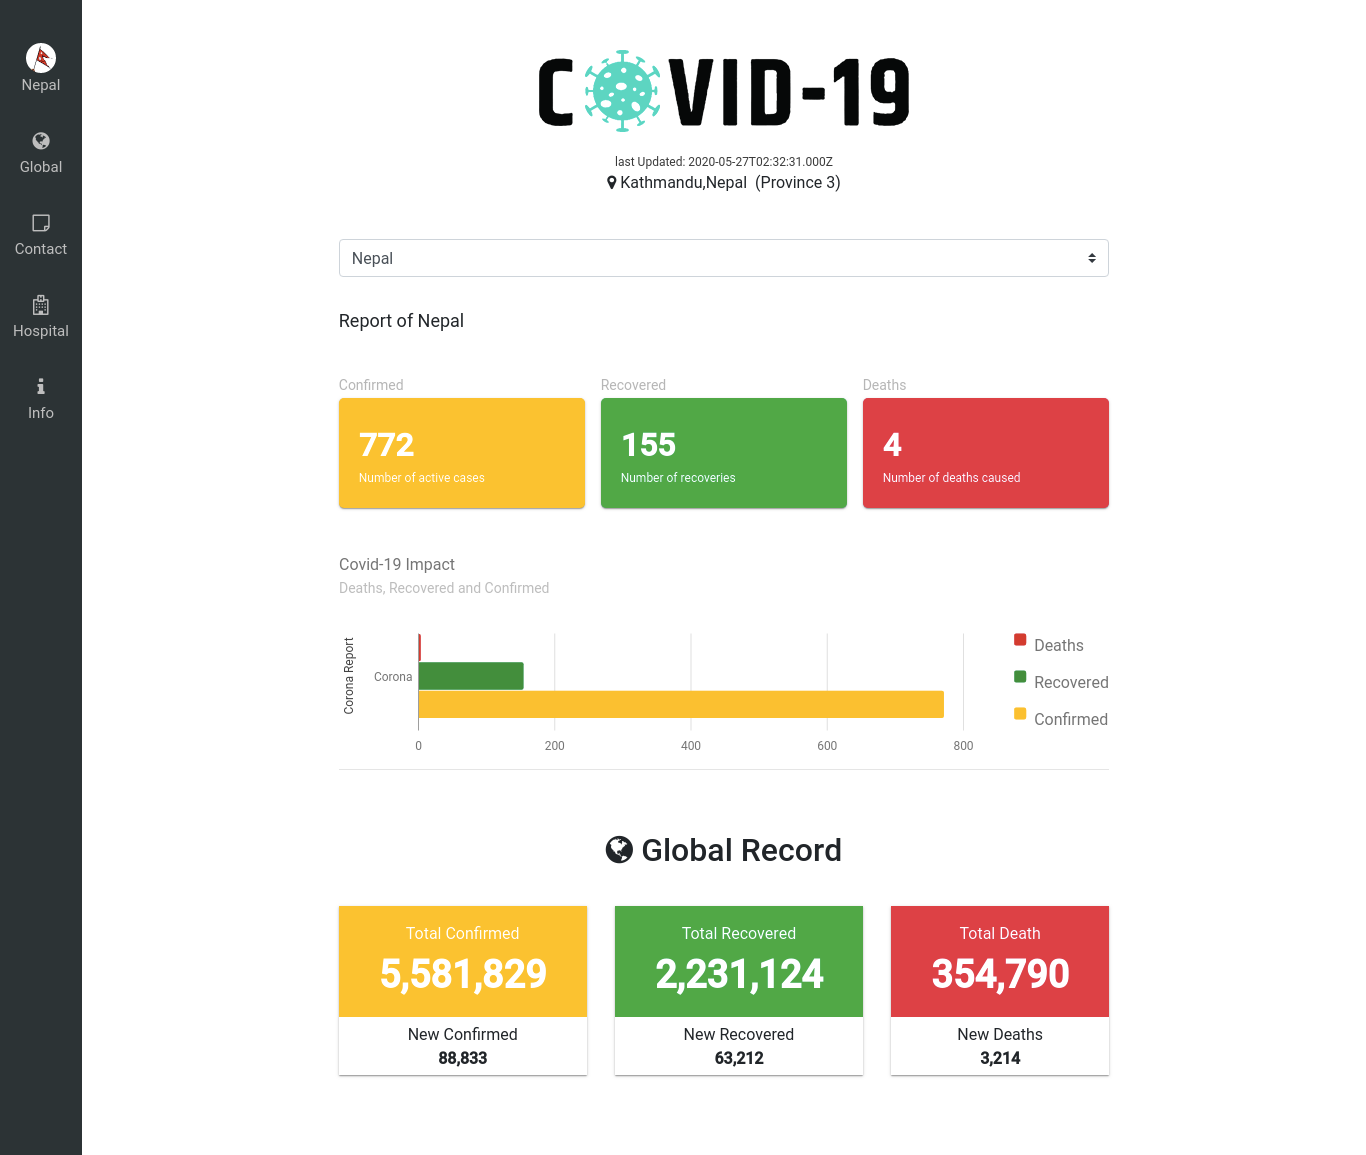 Nepal
Global
Contact
Hospital
Info
COVID-19
last Updated: 2020-05-27T02:32:31.000Z
Kathmandu,Nepal (Province 3)
Nepal
Report of Nepal
Confirmed
772
Number of active cases
Recovered
155
Number of recoveries
Deaths
4
Number of deaths caused
Covid-19 Impact
Deaths, Recovered and Confirmed
Corona Report
Corona
0 200 400 600 800
Deaths
Recovered
Confirmed
Global Record
Total Confirmed
5,581,829
New Confirmed
88,833
Total Recovered
2,231,124
New Recovered
63,212
Total Death
354,790
New Deaths
3,214